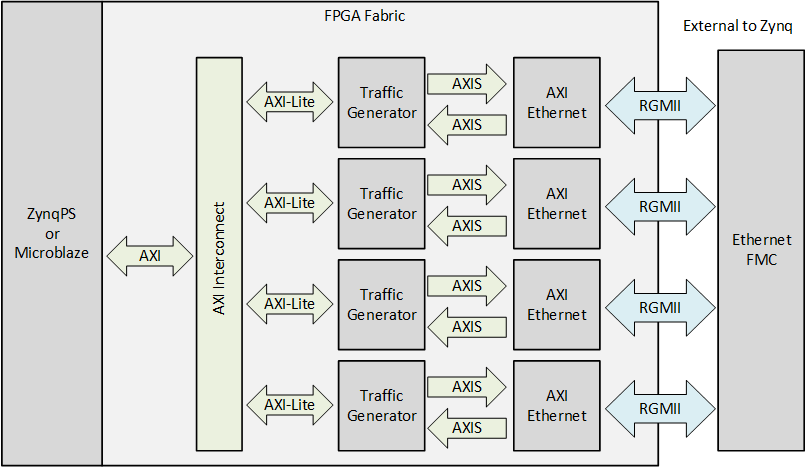 FPGA Fabric
External to Zynq
ZynqPS
or
Microblaze
AXI
AXI Interconnect
AXI-Lite
Traffic
Generator
AXIS
AXIS
AXI
Ethernet
RGMII
AXI-Lite
Traffic
Generator
AXIS
AXIS
AXI
Ethernet
RGMII
AXI-Lite
Traffic
Generator
AXIS
AXIS
AXI
Ethernet
RGMII
AXI-Lite
Traffic
Generator
AXIS
AXIS
AXI
Ethernet
RGMII
Ethernet
FMC